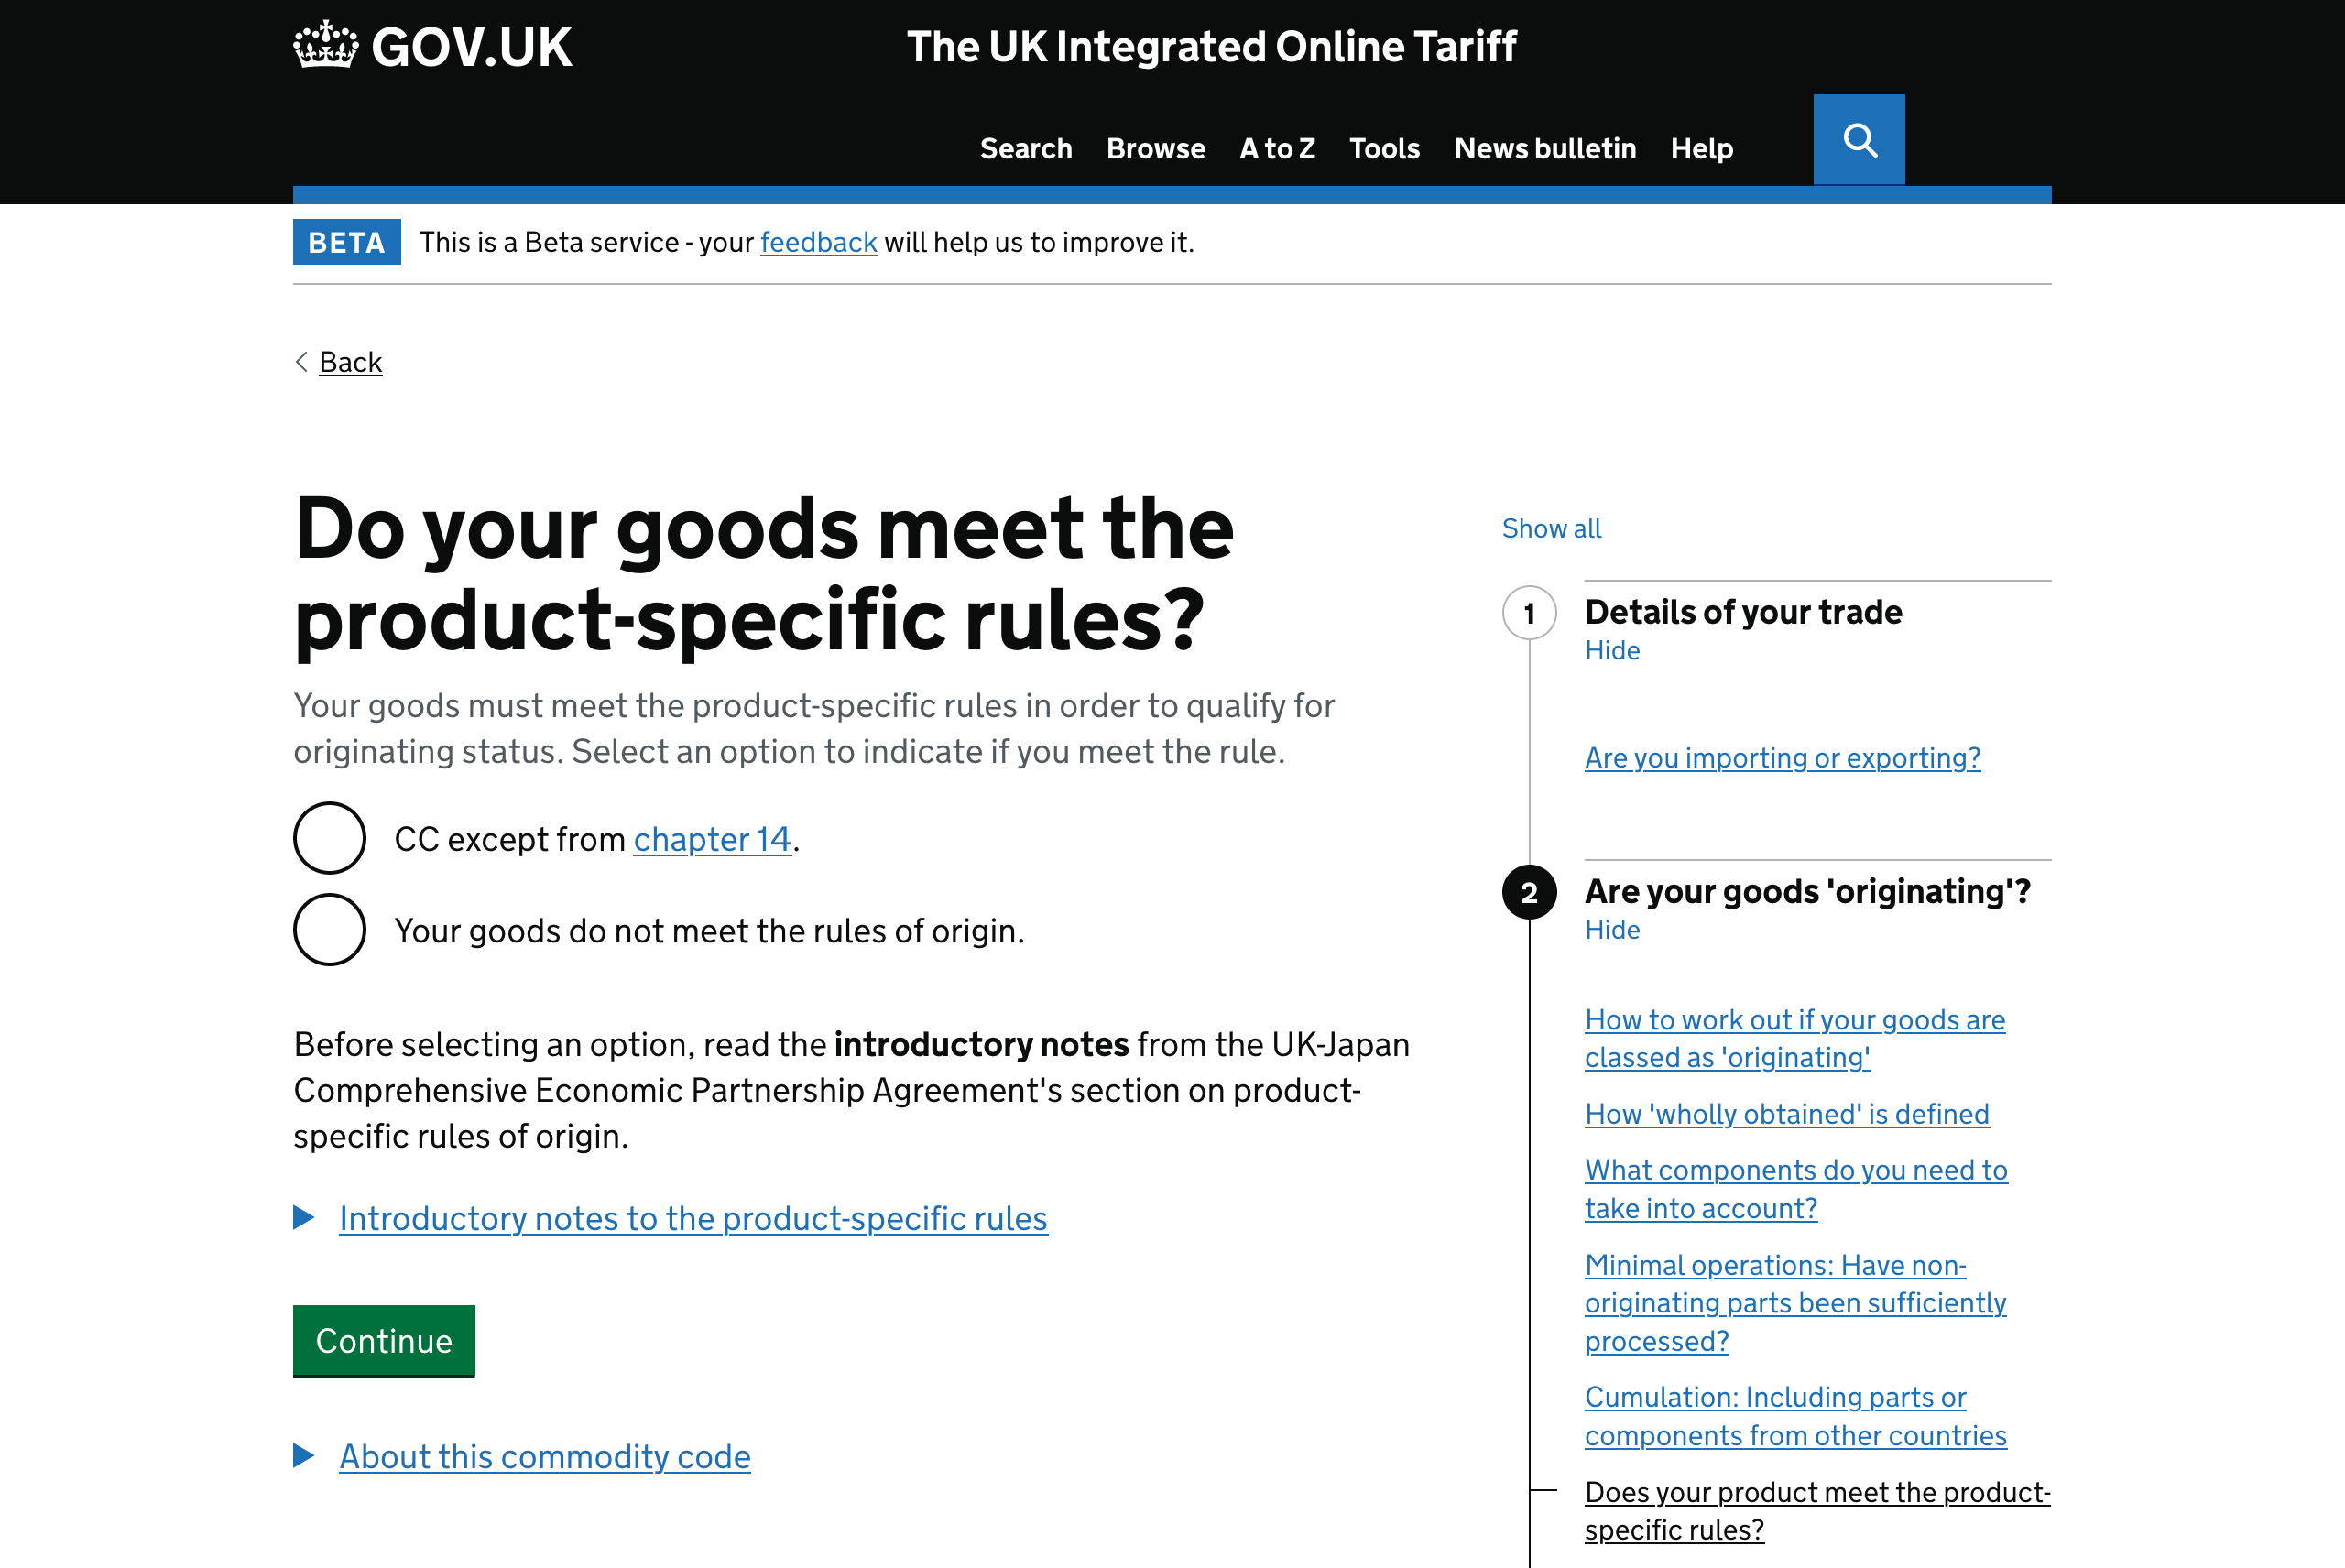 GOV.UK
The UK Integrated Online Tariff
Search Browse A to Z Tools News bulletin Help
BETA This is a Beta service - your feedback will help us to improve it.
Back
Do your goods meet the
product-specific rules?
Your goods must meet the product-specific rules in order to qualify for
originating status. Select an option to indicate if you meet the rule.
CC except from chapter 14.
Your goods do not meet the rules of origin.
Before selecting an option, read the introductory notes from the UK-Japan
Comprehensive Economic Partnership Agreement's section on product-
specific rules of origin.
Introductory notes to the product-specific rules
Continue
About this commodity code
Show all
1 Details of your trade
Hide
Are you importing or exporting?
2 Are your goods 'originating'?
Hide
How to work out if your goods are
classed as 'originating'
How 'wholly obtained' is defined
What components do you need to
take into account?
Minimal operations: Have non-
originating parts been sufficiently
processed?
Cumulation: Including parts or
components from other countries
Does your product meet the product-
specific rules?